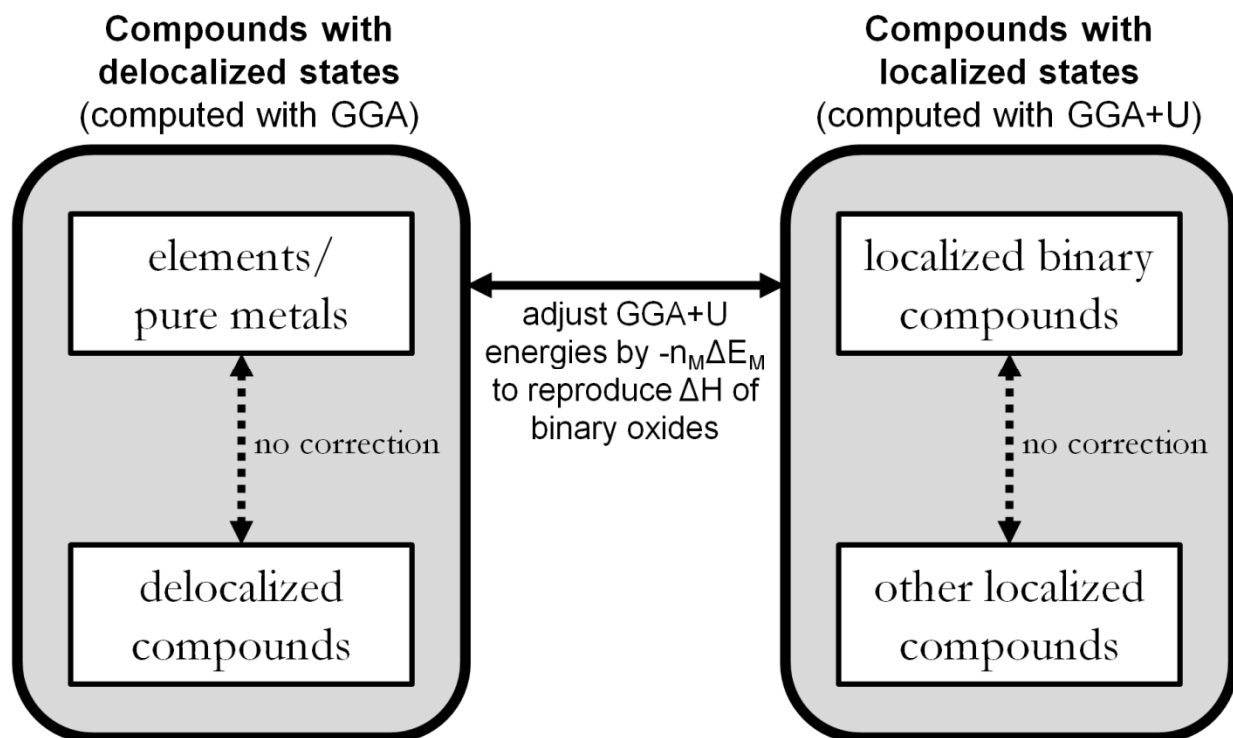 Compounds with
delocalized states
(computed with GGA)
elements/
pure metals
no correction
delocalized
compounds
adjust GGA+U
energies by -nMΔEM
to reproduce ΔH of
binary oxides
Compounds with
localized states
(computed with GGA+U)
localized binary
compounds
no correction
other localized
compounds